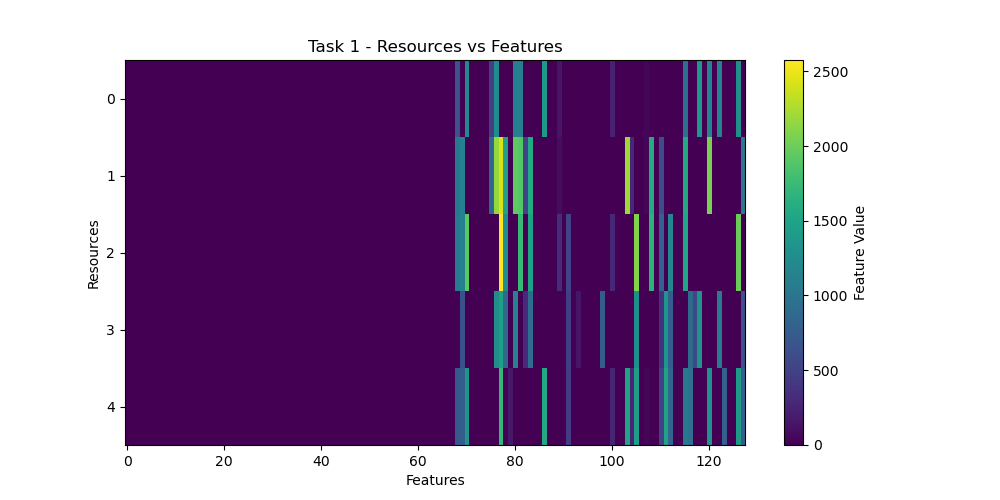 Task 1 - Resources vs Features
Resources
0
1
2
3
4
0 20 40 60 80 100 120
Features
2500
2000
1500
1000
500
0
Feature Value